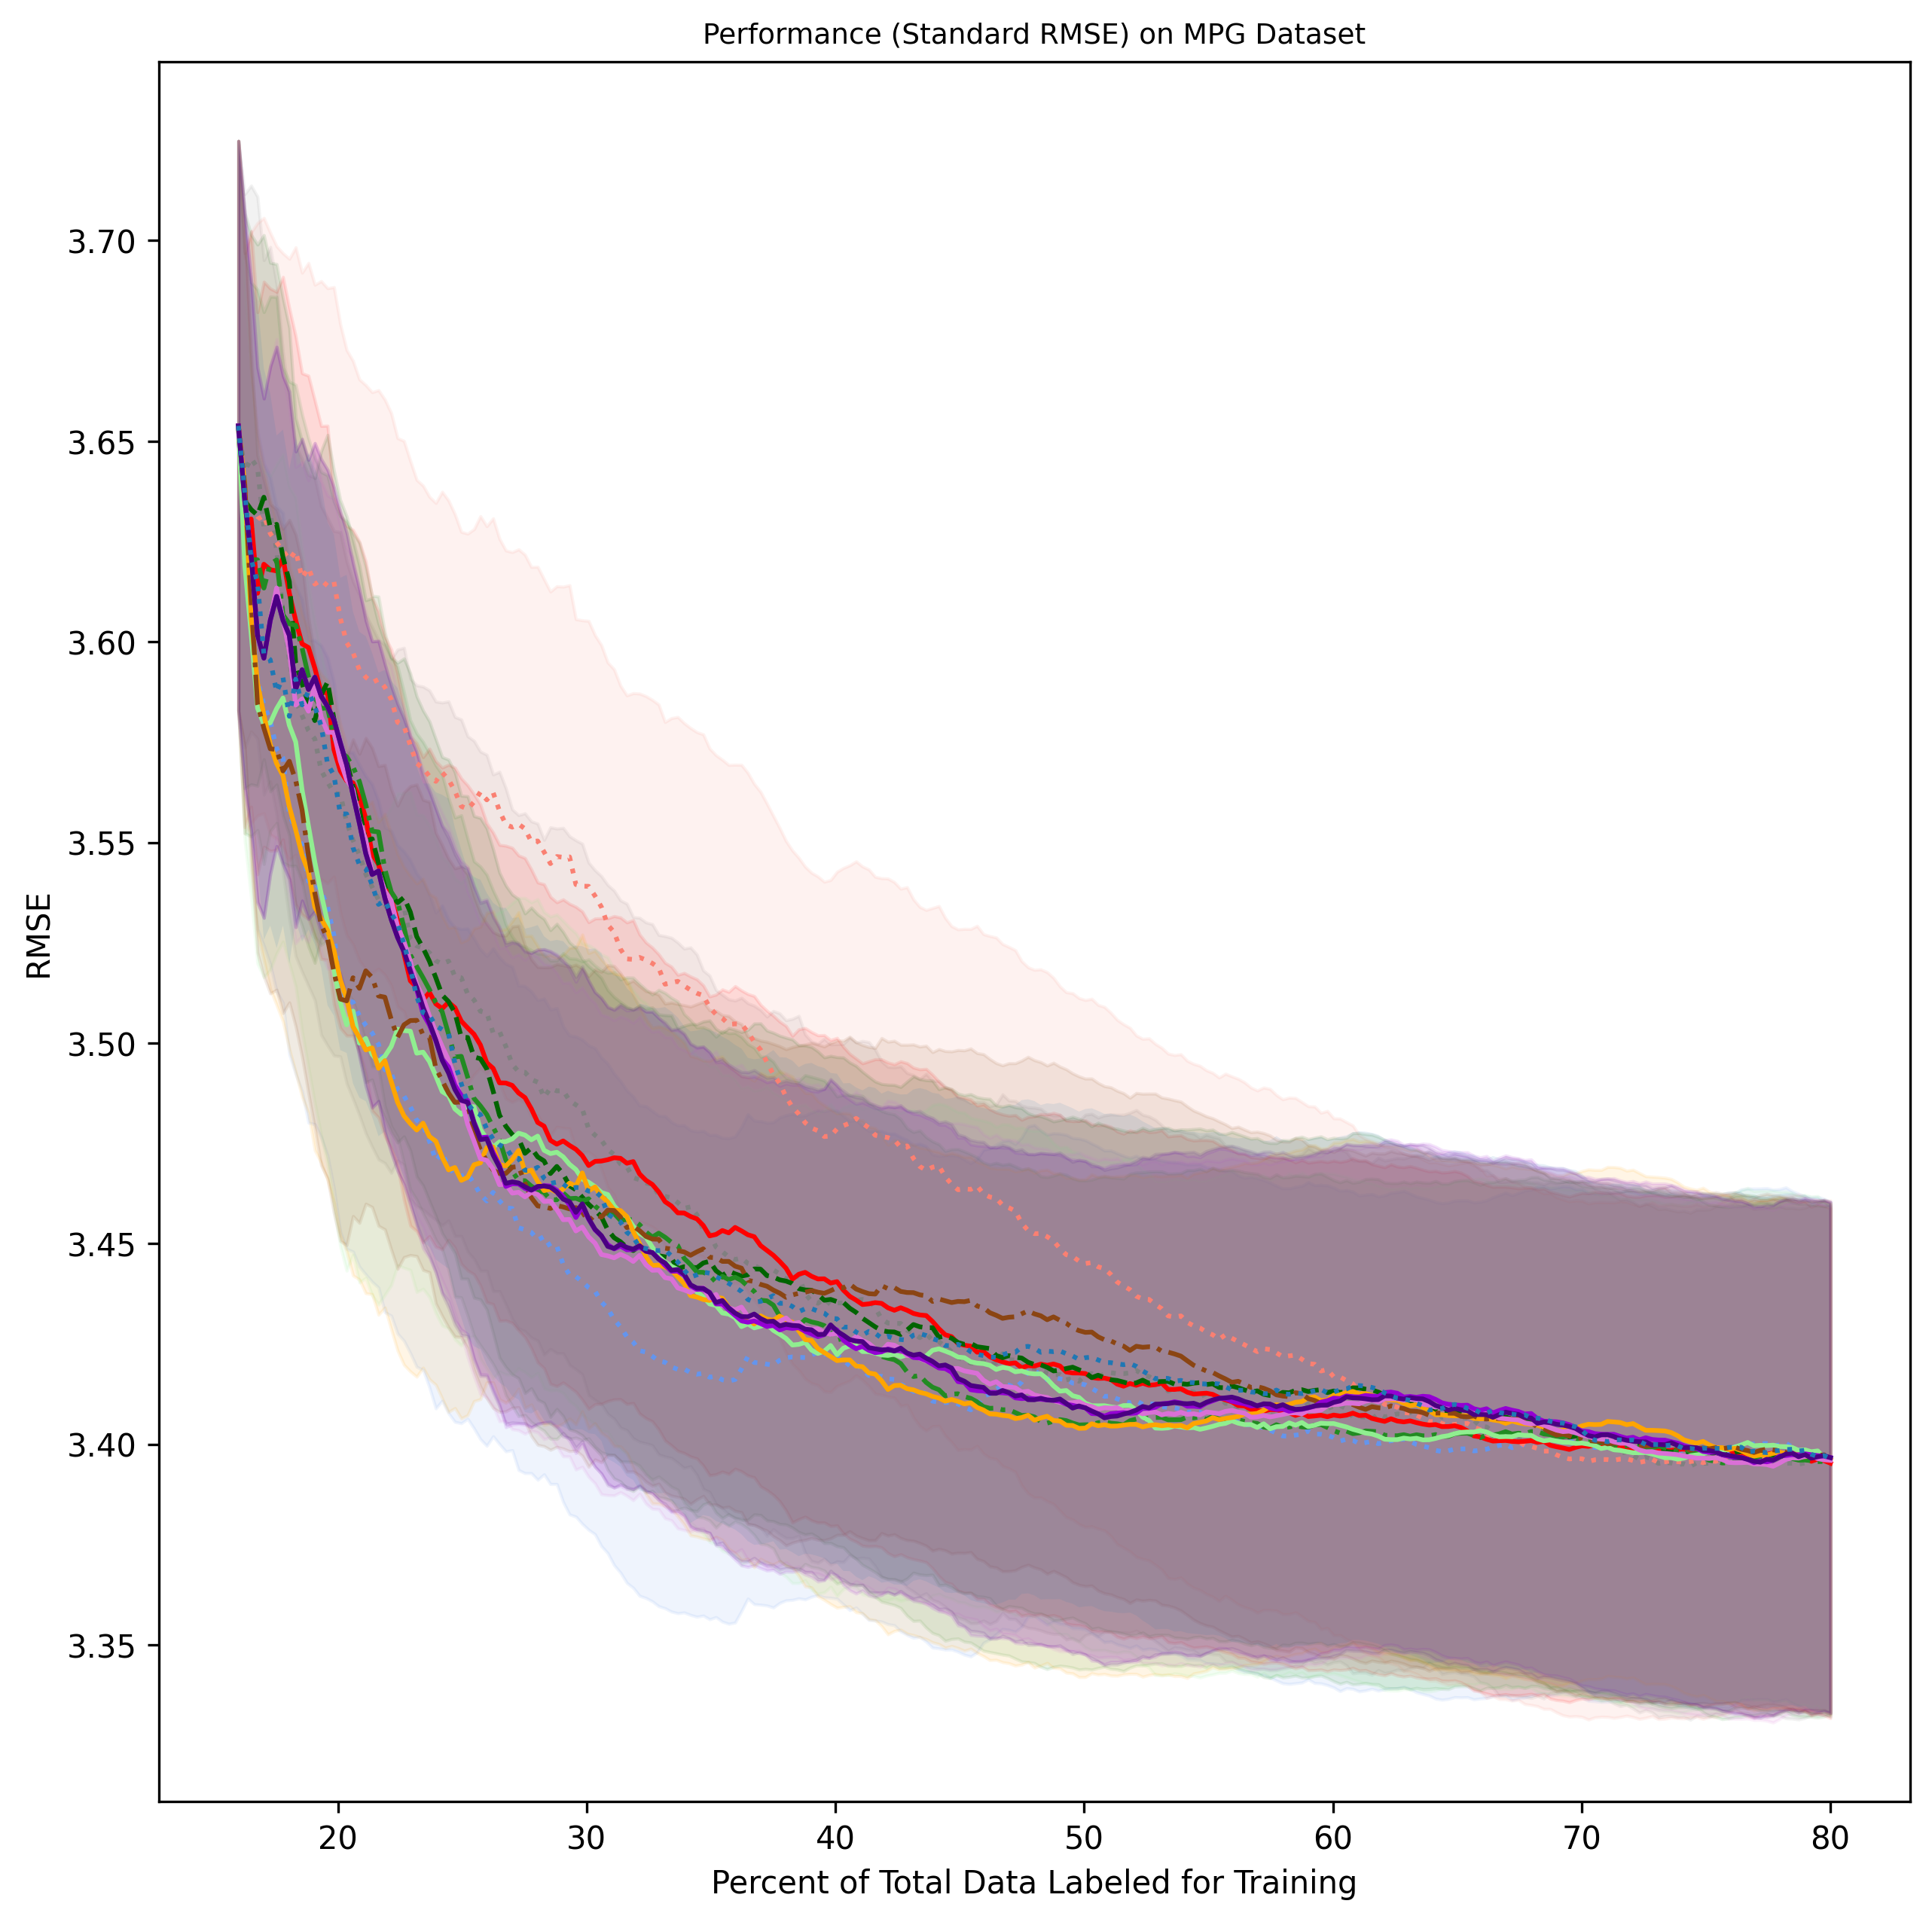 Performance (Standard RMSE) on MPG Dataset
RMSE
3.70
3.65
3.60
3.55
3.50
3.45
3.40
3.35
20 30 40 50 60 70 80
Percent of Total Data Labeled for Training